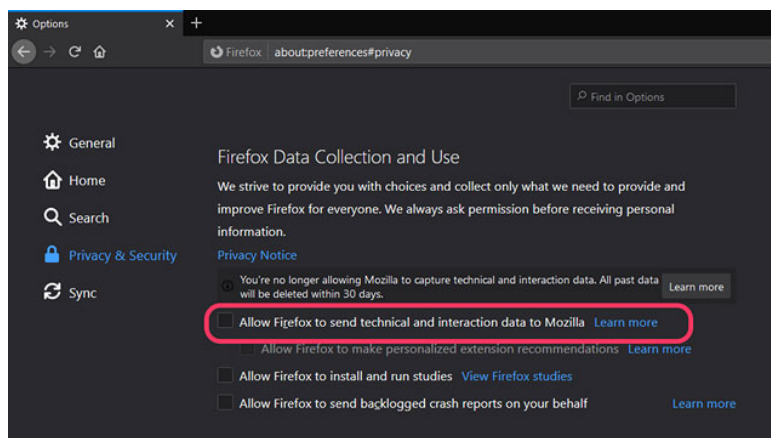 Options
Firefox about:preferences#privacy
Find in Options
General
Home
Search
Privacy & Security
Sync
Firefox Data Collection and Use
We strive to provide you with choices and collect only what we need to provide and
improve Firefox for everyone. We always ask permission before receiving personal
information.
Privacy Notice
You're no longer allowing Mozilla to capture technical and interaction data. All past data
will be deleted within 30 days.
Learn more
Allow Firefox to send technical and interaction data to Mozilla Learn more
Allow Firefox to make personalized extension recommendations Learn more
Allow Firefox to install and run studies View Firefox studies
Allow Firefox to send backlogged crash reports on your behalf Learn more